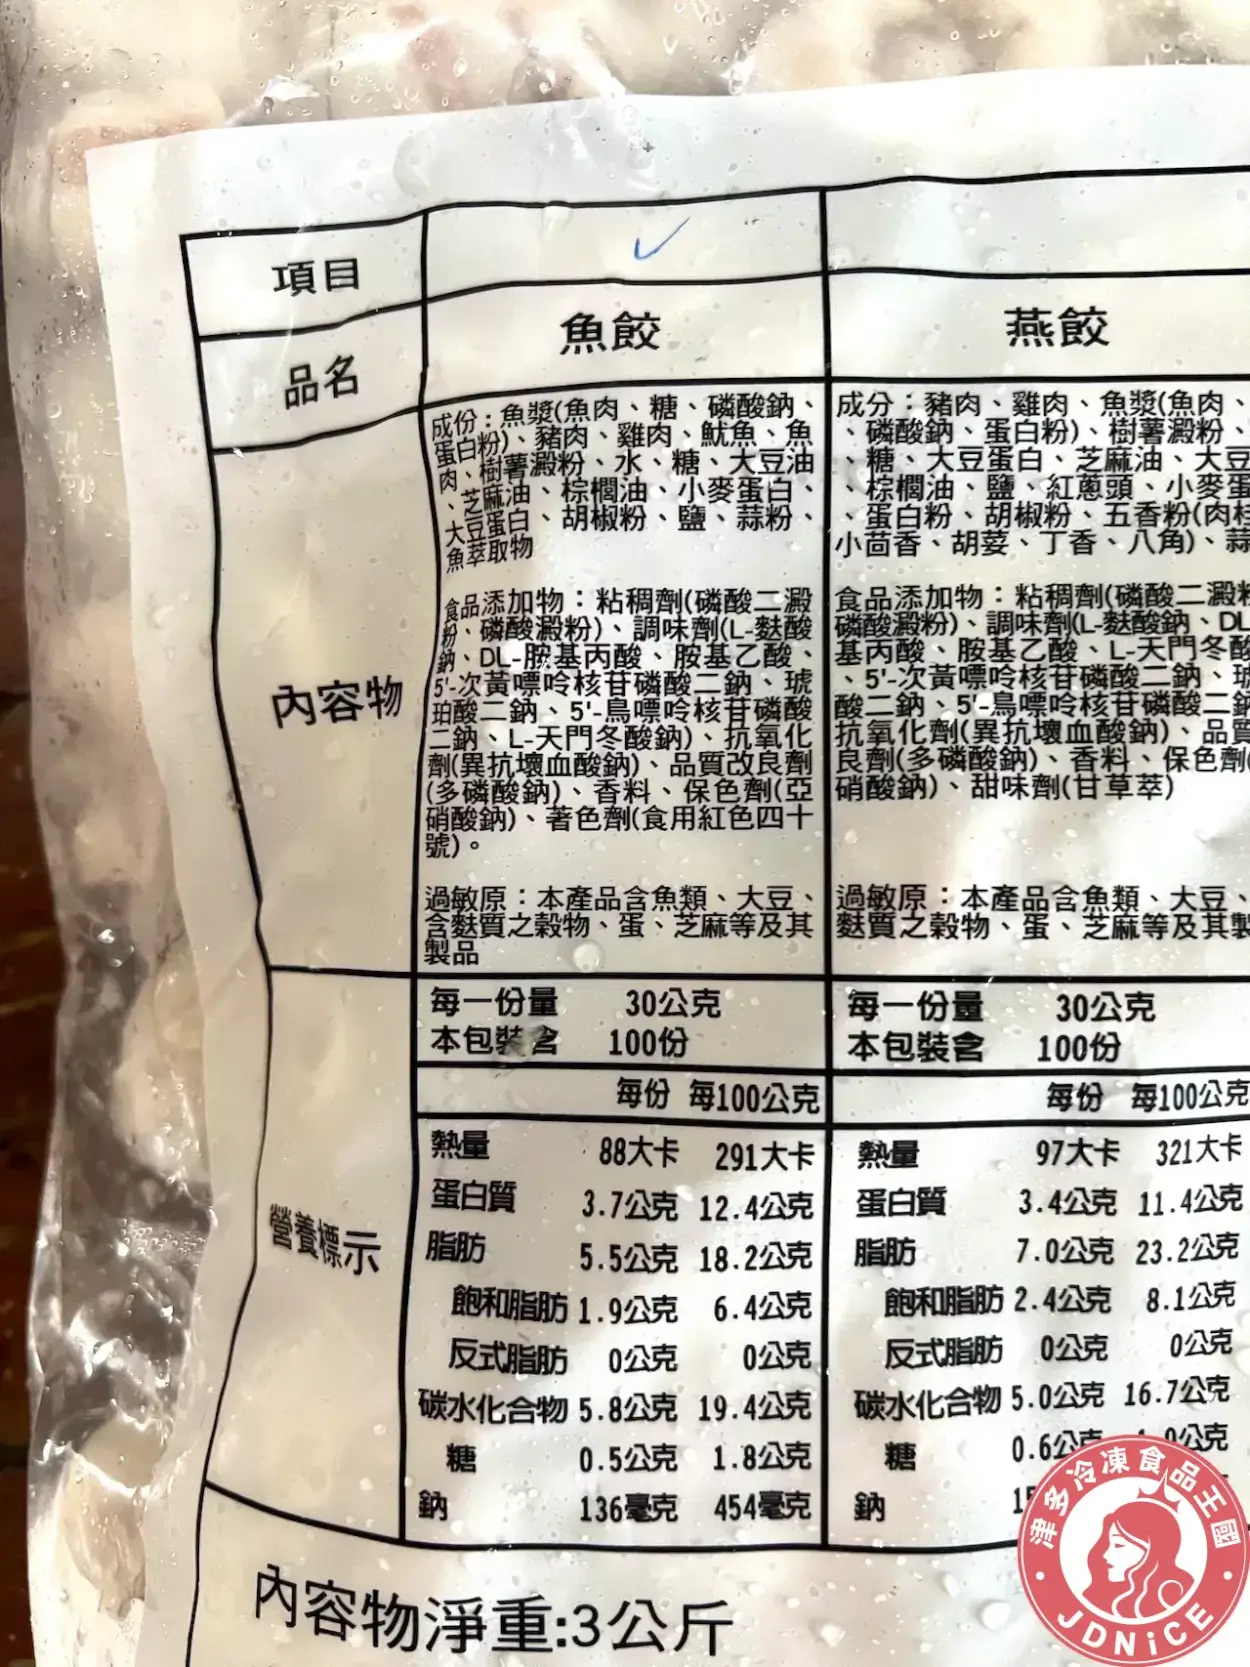 項目
品名
魚餃
燕餃
內容物
成份：魚漿(魚肉、糖、磷酸鈉、
蛋白粉)、豬肉、雞肉、魷魚、魚
肉、樹薯澱粉、水、糖、大豆油
、芝麻油、棕櫚油、小麥蛋白、
大豆蛋白、胡椒粉、鹽、蒜粉、
魚萃取物
食品添加物：粘稠劑(磷酸二澱
粉、磷酸澱粉)、調味劑(L-麩酸
鈉、DL-胺基丙酸、胺基乙酸、
5'-次黃嘌呤核苷磷酸二鈉、琥
珀酸二鈉、5'-鳥嘌呤核苷磷酸
二鈉、L-天門冬酸鈉)、抗氧化
劑(異抗壞血酸鈉)、品質改良劑
(多磷酸鈉)、香料、保色劑(亞
硝酸鈉)、著色劑(食用紅色四十
號)。
過敏原：本產品含魚類、大豆、
含麩質之穀物、蛋、芝麻等及其
製品
成分：豬肉、雞肉、魚漿(魚肉、
、磷酸鈉、蛋白粉)、樹薯澱粉、
、糖、大豆蛋白、芝麻油、大豆
、棕櫚油、鹽、紅蔥頭、小麥蛋
、蛋白粉、胡椒粉、五香粉(肉桂
小茴香、胡荽、丁香、八角)、蒜
食品添加物：粘稠劑(磷酸二澱粉
磷酸澱粉)、調味劑(L-麩酸鈉、DL
基丙酸、胺基乙酸、L-天門冬酸
、5'-次黃嘌呤核苷磷酸二鈉、琥
酸二鈉、5'-鳥嘌呤核苷磷酸二鈉
抗氧化劑(異抗壞血酸鈉)、品質
良劑(多磷酸鈉)、香料、保色劑(
硝酸鈉)、甜味劑(甘草萃)
過敏原：本產品含魚類、大豆、
麩質之穀物、蛋、芝麻等及其製
營養標示
每一份量 30公克
本包裝含 100份
每份 每100公克
熱量 88大卡 291大卡
蛋白質 3.7公克 12.4公克
脂肪 5.5公克 18.2公克
飽和脂肪 1.9公克 6.4公克
反式脂肪 0公克 0公克
碳水化合物 5.8公克 19.4公克
糖 0.5公克 1.8公克
鈉 136毫克 454毫克
每一份量 30公克
本包裝含 100份
每份 每100公克
熱量 97大卡 321大卡
蛋白質 3.4公克 11.4公克
脂肪 7.0公克 23.2公克
飽和脂肪 2.4公克 8.1公克
反式脂肪 0公克 0公克
碳水化合物 5.0公克 16.7公克
糖 0.6公克
鈉
內容物淨重:3公斤
津多冷凍食品王國
JDNiCE